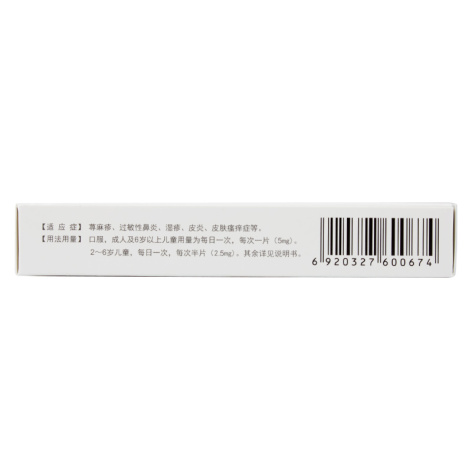 【适 应 症】 荨麻疹、过敏性鼻炎、湿疹、皮炎、皮肤瘙痒症等。
【用法用量】 口服，成人及6岁以上儿童用量为每日一次，每次一片（5mg）。
2～6岁儿童，每日一次，每次半片（2.5mg）。其余详见说明书。
6 920327 600674